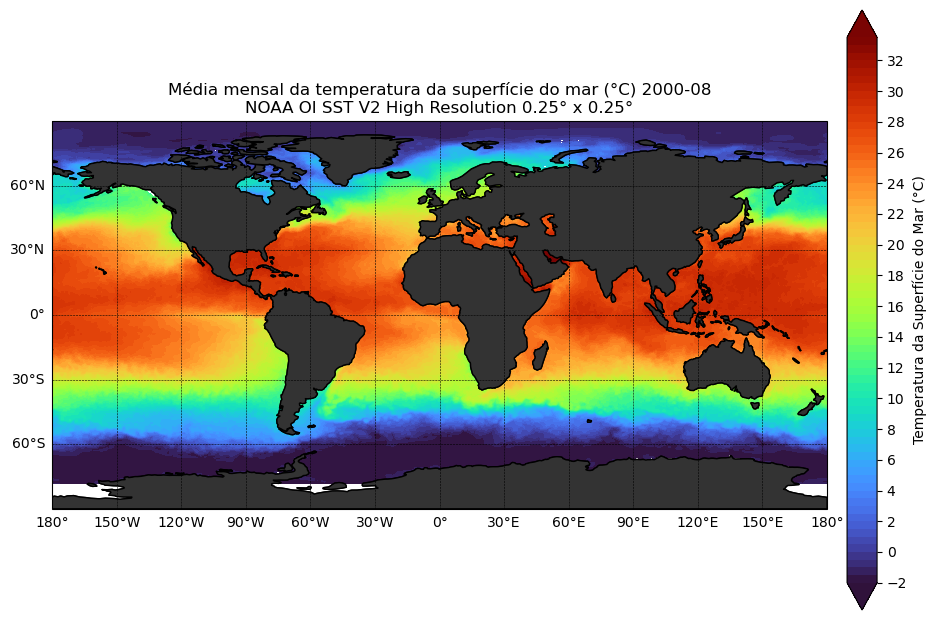 Média mensal da temperatura da superfície do mar (°C) 2000-08
NOAA OI SST V2 High Resolution 0.25° x 0.25°
60°N
30°N
0°
30°S
60°S
180° 150°W 120°W 90°W 60°W 30°W 0° 30°E 60°E 90°E 120°E 150°E 180°
32
30
28
26
24
22
20
18
16
14
12
10
8
6
4
2
0
−2
Temperatura da Superfície do Mar (°C)